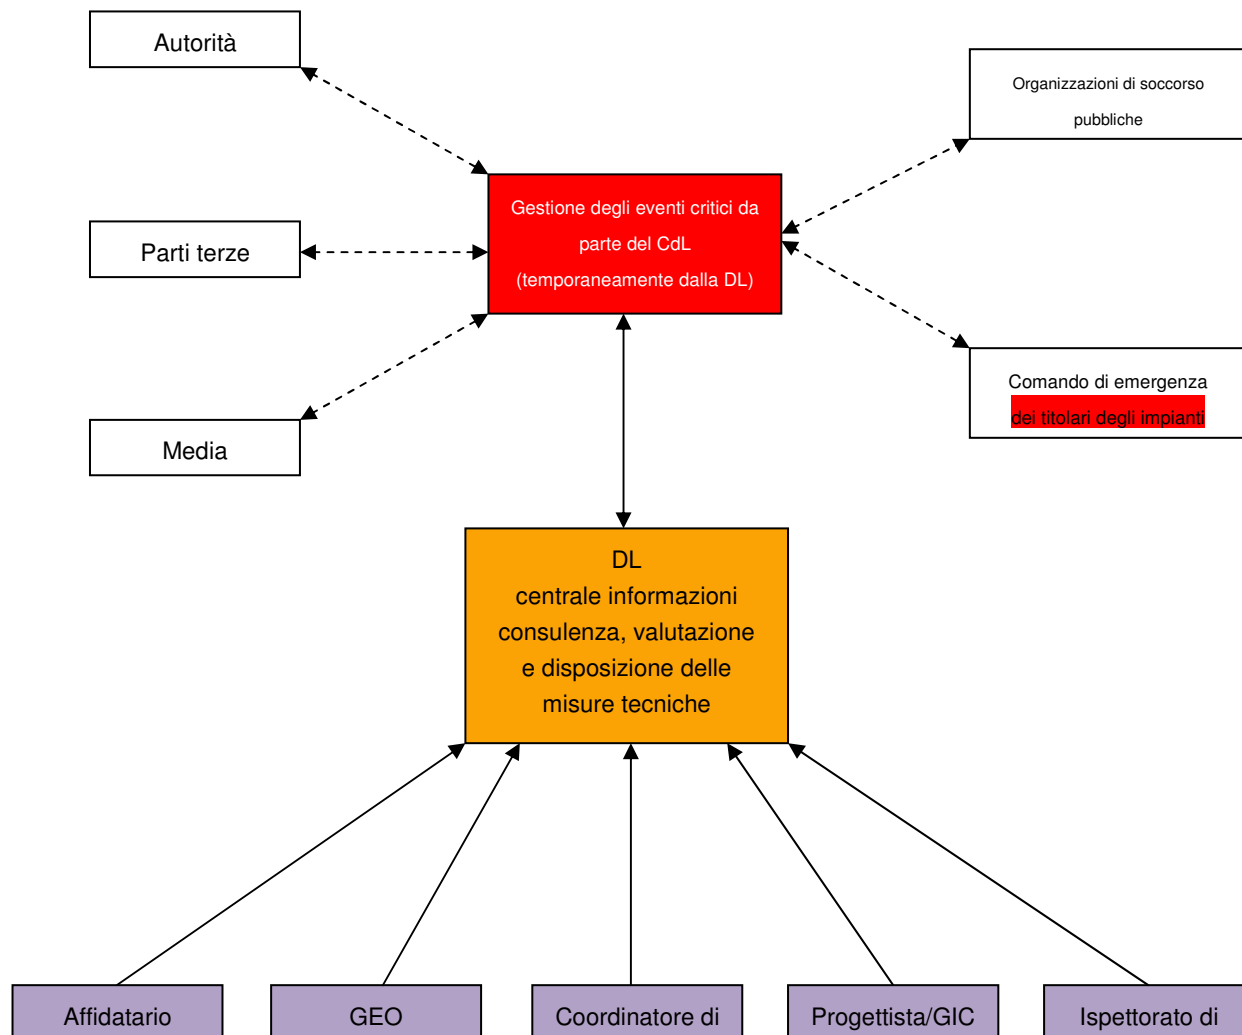 Autorità
Organizzazioni di soccorso
pubbliche
Gestione degli eventi critici da
parte del CdL
(temporaneamente dalla DL)
Parti terze
Comando di emergenza
dei titolari degli impianti
Media
DL
centrale informazioni
consulenza, valutazione
e disposizione delle
misure tecniche
Affidatario
GEO
Coordinatore di
Progettista/GIC
Ispettorato di